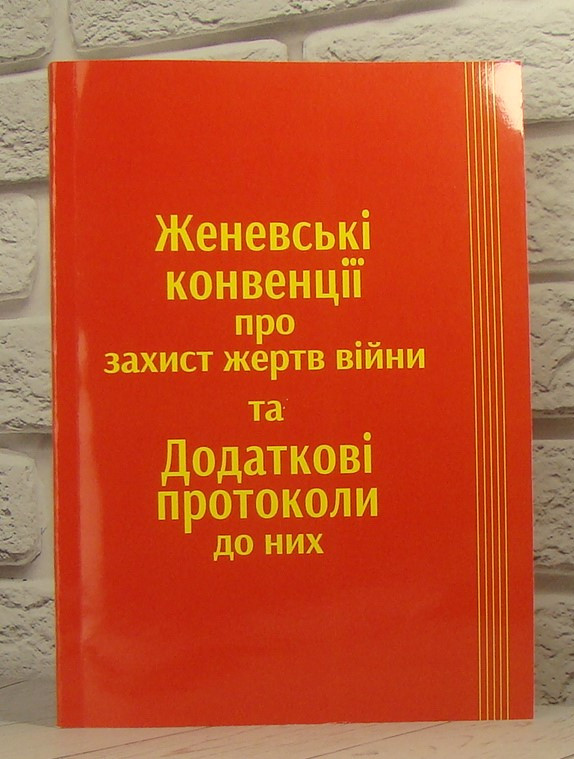 Женевські
конвенції
про
захист жертв війни
та
Додаткові
протоколи
до них